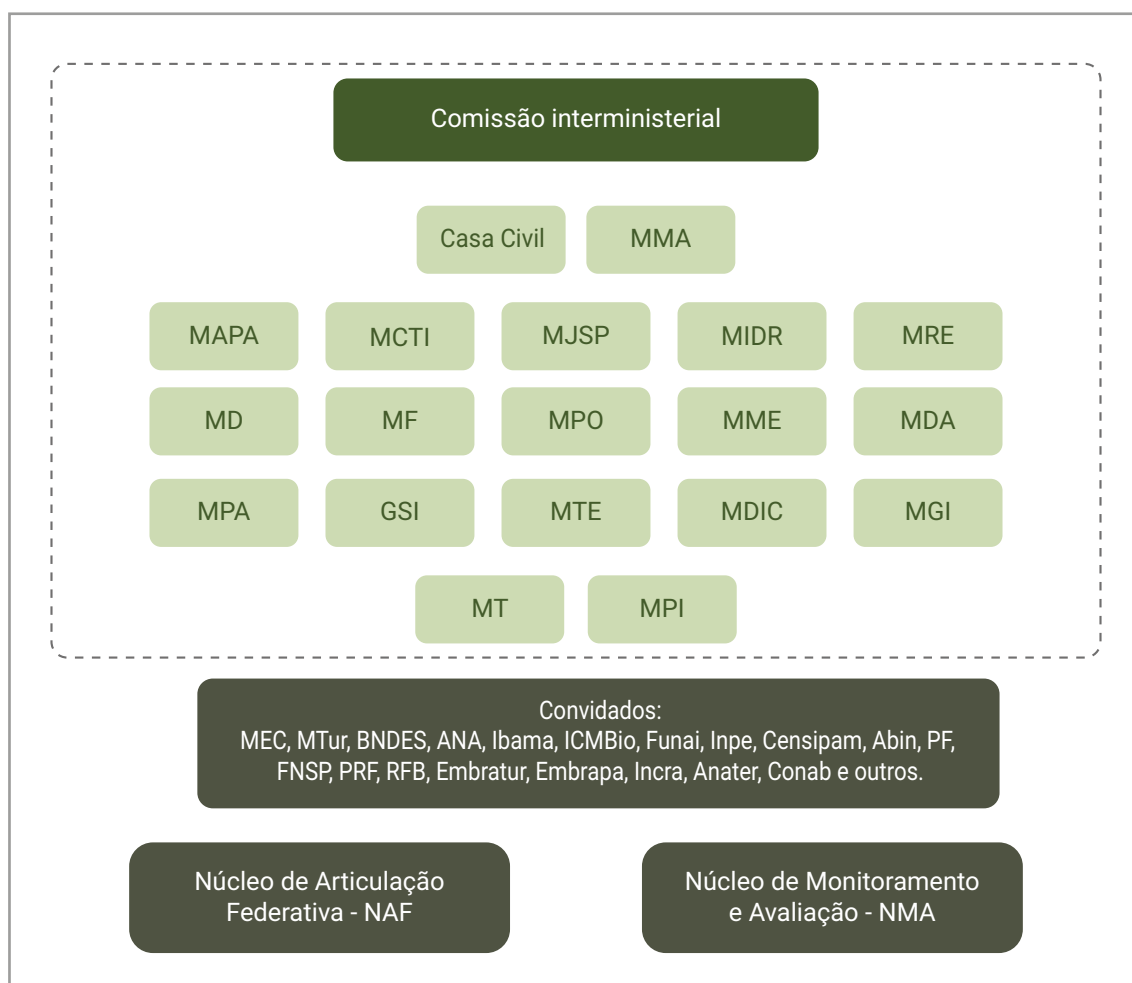 Comissão interministerial
Casa Civil
MMA
MAPA
MCTI
MJSP
MIDR
MRE
MD
MF
MPO
MME
MDA
MPA
GSI
MTE
MDIC
MGI
MT
MPI
Convidados:
MEC, MTur, BNDES, ANA, Ibama, ICMBio, Funai, Inpe, Censipam, Abin, PF,
FNSP, PRF, RFB, Embratur, Embrapa, Incra, Anater, Conab e outros.
Núcleo de Articulação
Federativa - NAF
Núcleo de Monitoramento
e Avaliação - NMA